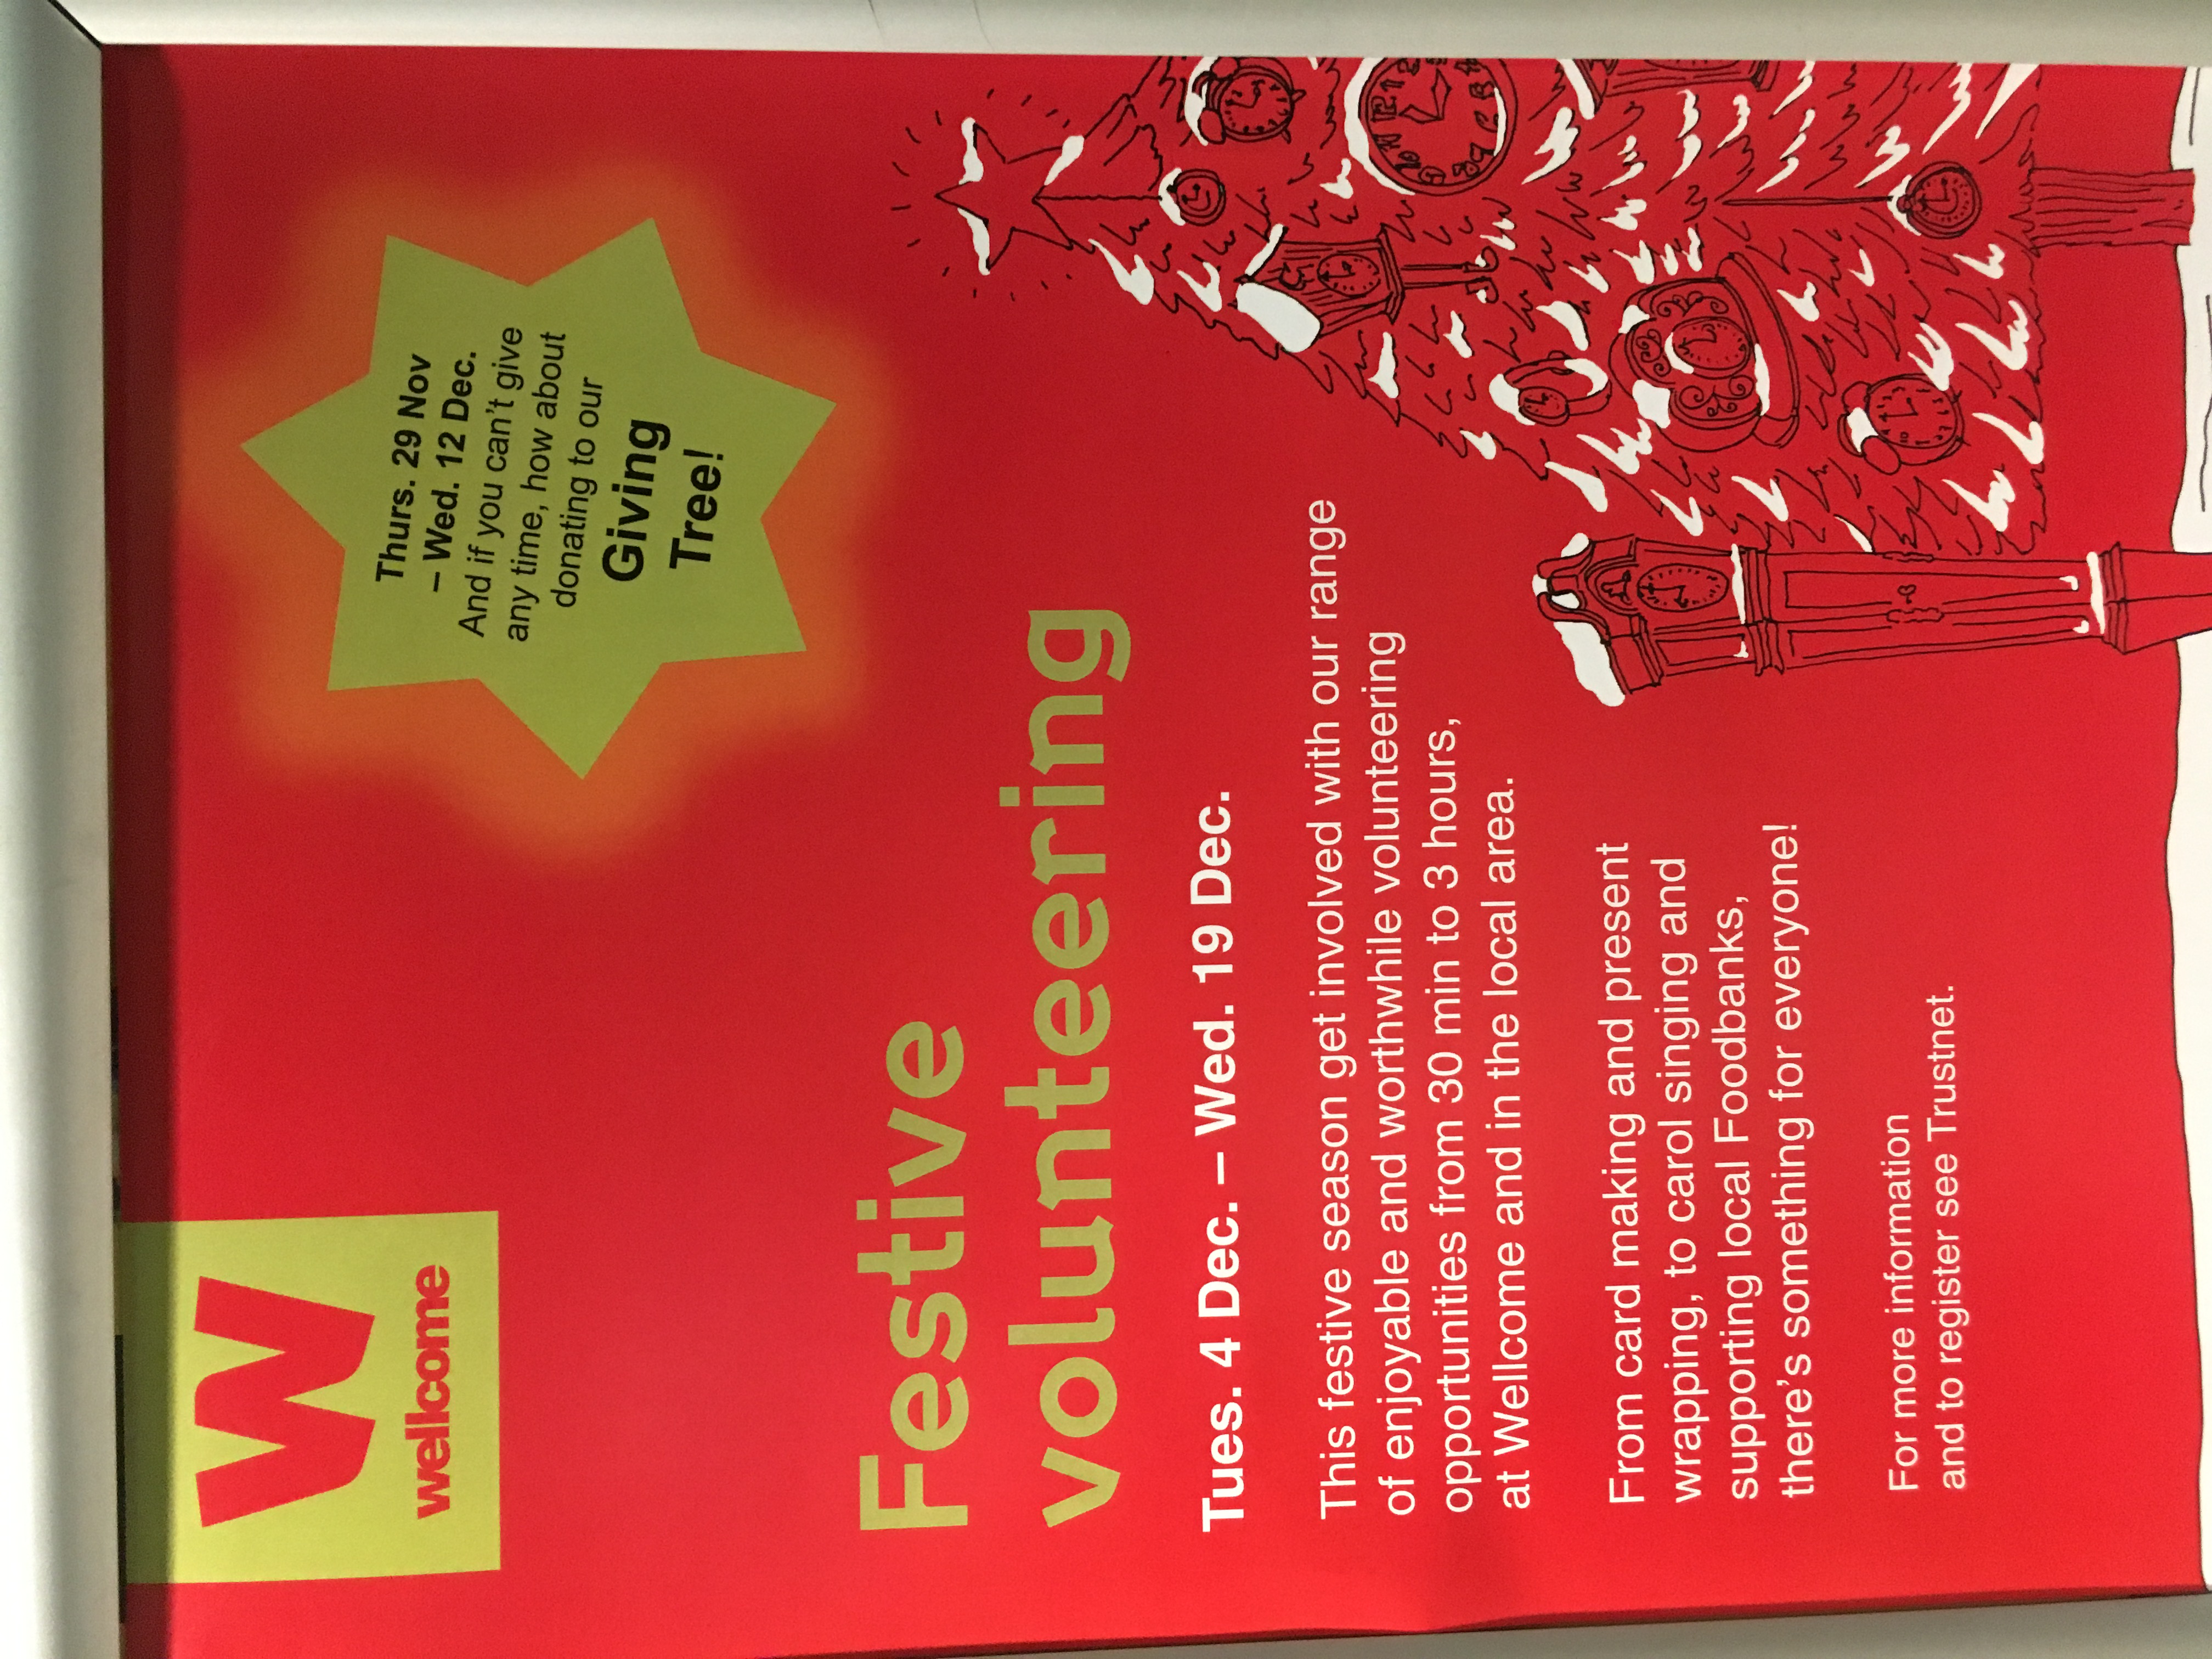 W
wellcome
Thurs. 29 Nov
– Wed. 12 Dec.
And if you can't give
any time, how about
donating to our
Giving
Tree!
Festive
volunteering
Tues. 4 Dec. – Wed. 19 Dec.
This festive season get involved with our range
of enjoyable and worthwhile volunteering
opportunities from 30 min to 3 hours,
at Wellcome and in the local area.
From card making and present
wrapping, to carol singing and
supporting local Foodbanks,
there's something for everyone!
For more information
and to register see Trustnet.